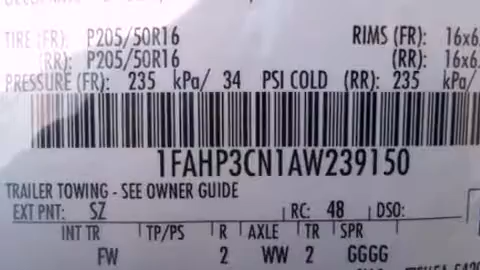 TIRE (FR): P205/50R16 RIMS (FR): 16x6
(RR): P205/50R16 (RR): 16x6.
PRESSURE (FR): 235 kPa/ 34 PSI COLD (RR): 235 k
1FAHP3CN1AW239150
TRAILER TOWING - SEE OWNER GUIDE
EXT PNT: SZ RC: 48 DSO:
INT TR TP/PS R AXLE TR SPR
FW 2 WW 2 GGGG